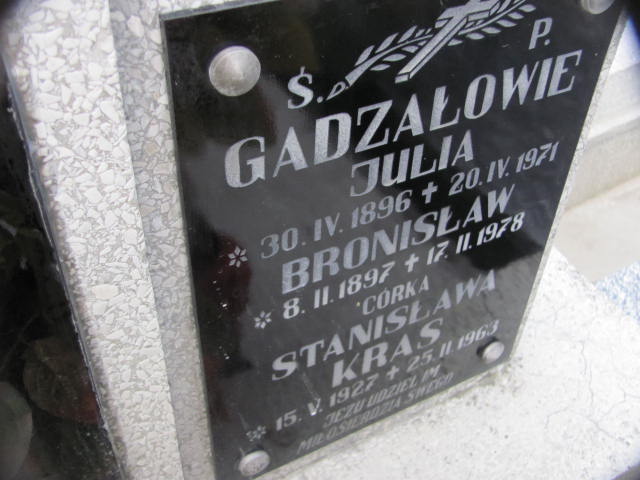 Ś. P.
GADZAŁOWIE
JULIA
* 30. IV. 1896 + 20. IV. 1971
BRONISŁAW
* 8. II. 1897 + 17. II. 1978
CÓRKA
STANISŁAWA
KRAS
* 15. V. 1927 + 25. II. 1963
JEZU UDZIEL IM
MIŁOSIERDZIA SWEGO